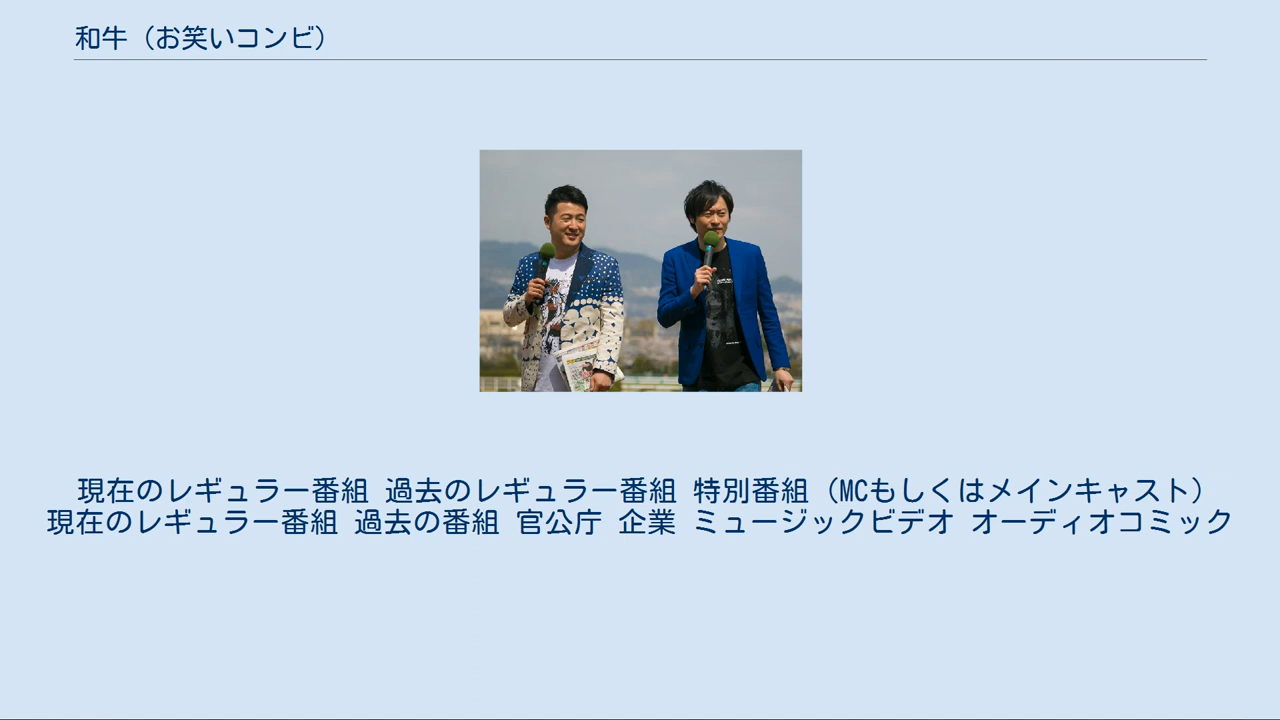 和牛（お笑いコンビ）
現在のレギュラー番組 過去のレギュラー番組 特別番組（MCもしくはメインキャスト）
現在のレギュラー番組 過去の番組 官公庁 企業 ミュージックビデオ オーディオコミック